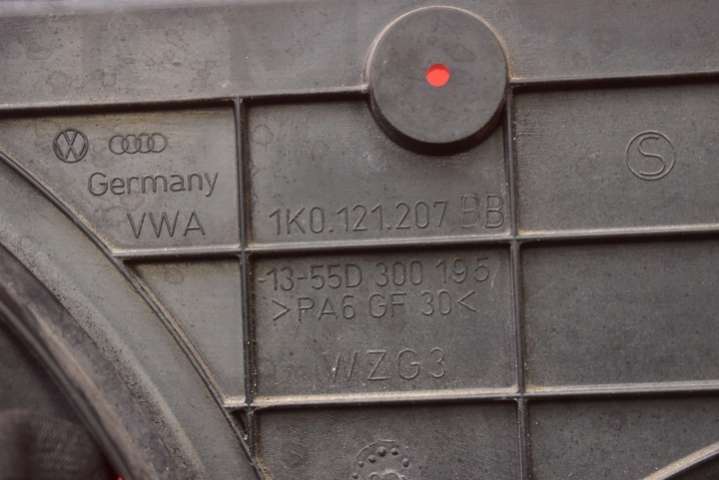 Germany
VWA
1K0.121.207 BB
S
-13-55D 300 195
>PA6 GF 30<
WZG3